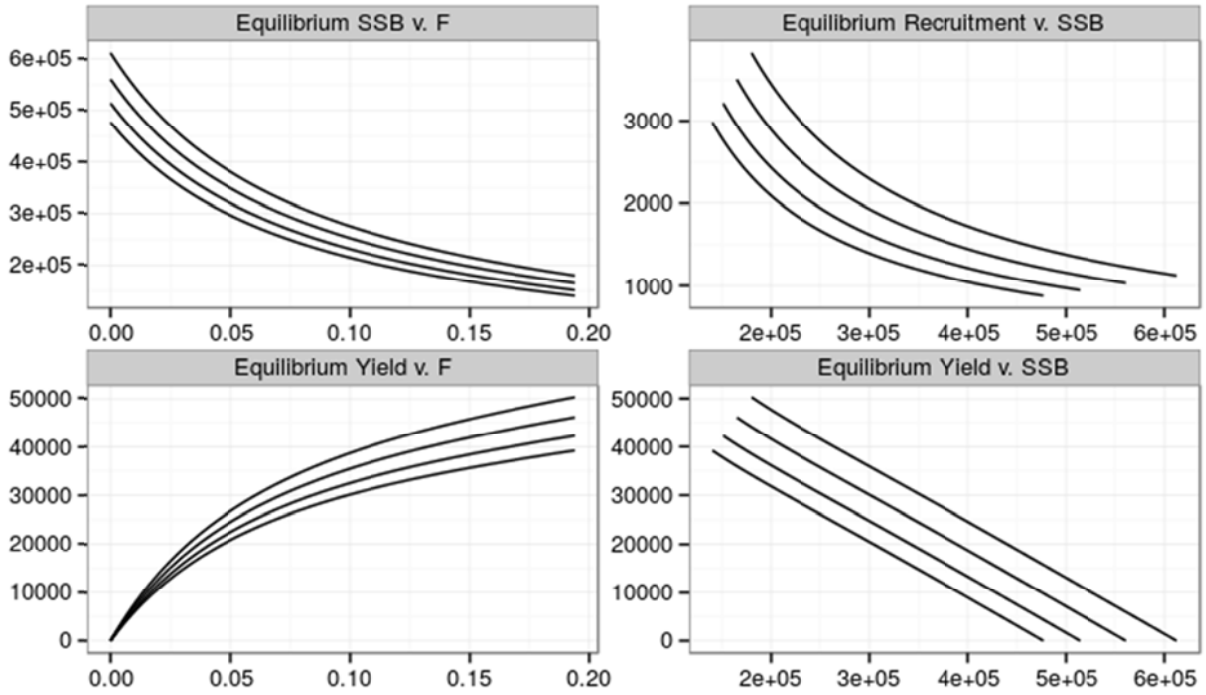 Equilibrium SSB v. F
6e+05
5e+05
4e+05
3e+05
2e+05
0.00 0.05 0.10 0.15 0.20
Equilibrium Recruitment v. SSB
3000
2000
1000
2e+05 3e+05 4e+05 5e+05 6e+05
Equilibrium Yield v. F
50000
40000
30000
20000
10000
0
0.00 0.05 0.10 0.15 0.20
Equilibrium Yield v. SSB
50000
40000
30000
20000
10000
0
2e+05 3e+05 4e+05 5e+05 6e+05